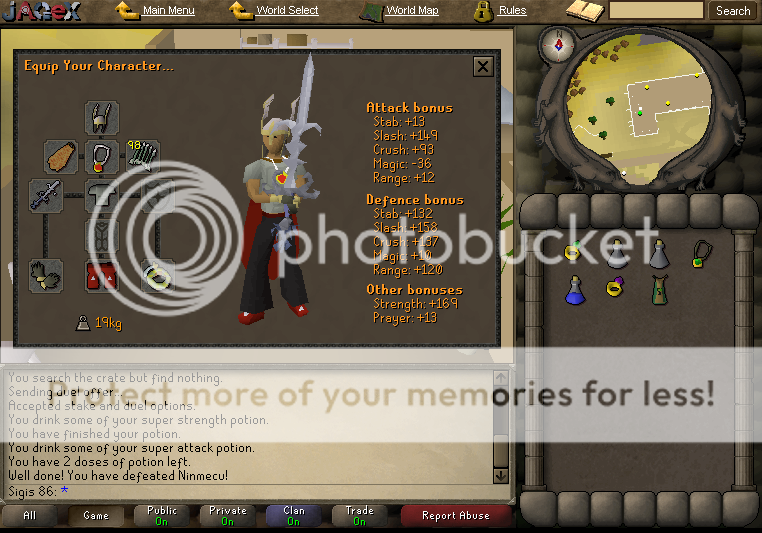 JAGeX
Main Menu
World Select
World Map
Rules
Search
Equip Your Character...
N
98
19kg
Attack bonus
Stab: +13
Slash: +149
Crush: +93
Magic: -36
Range: +12
Defence bonus
Stab: +132
Slash: +158
Crush: +137
Magic: +10
Range: +120
Other bonuses
Strength: +169
Prayer: +13
photobucket
Protect more of your memories for less!
You search the crate but find nothing.
Sending duel offer...
Accepted stake and duel options.
You drink some of your super strength potion.
You have finished your potion.
You drink some of your super attack potion.
You have 2 doses of potion left.
Well done! You have defeated Ninmecu!
Sigis 86: *
All
Game
Public
On
Private
On
Clan
On
Trade
On
Report Abuse